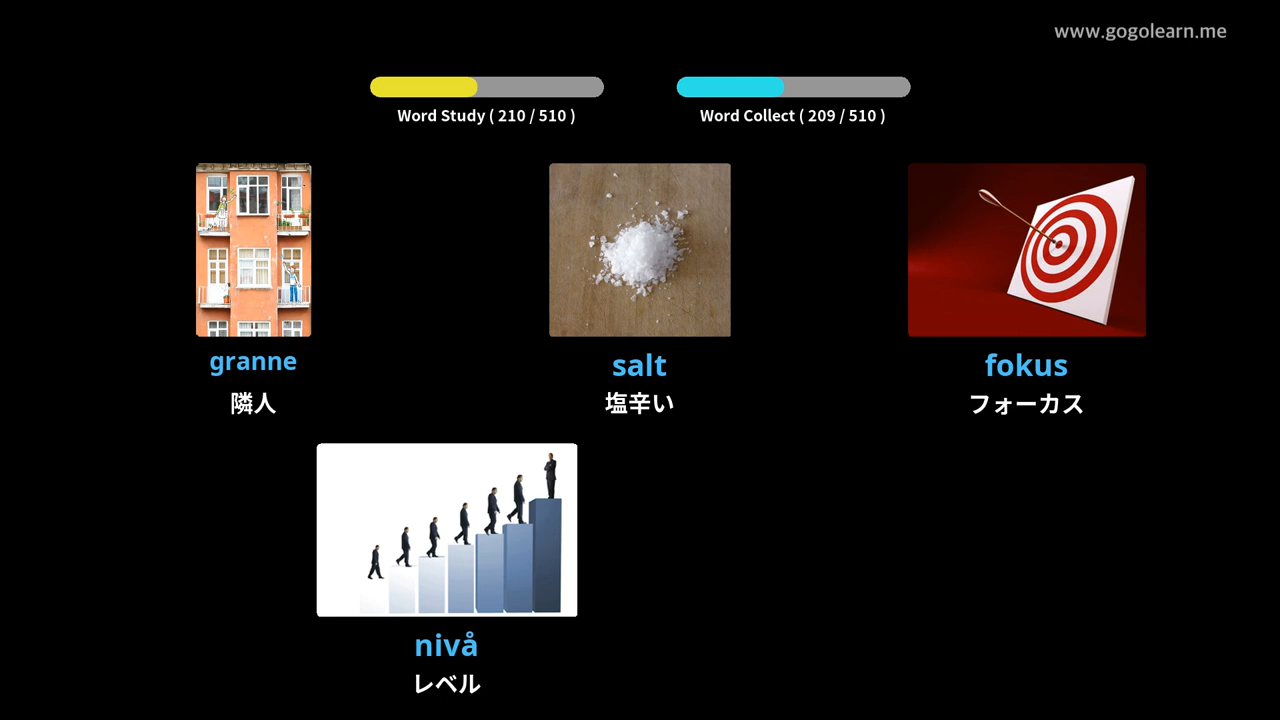 www.gogolearn.me
Word Study ( 210 / 510 )
Word Collect ( 209 / 510 )
granne
隣人
salt
塩辛い
fokus
フォーカス
nivå
レベル